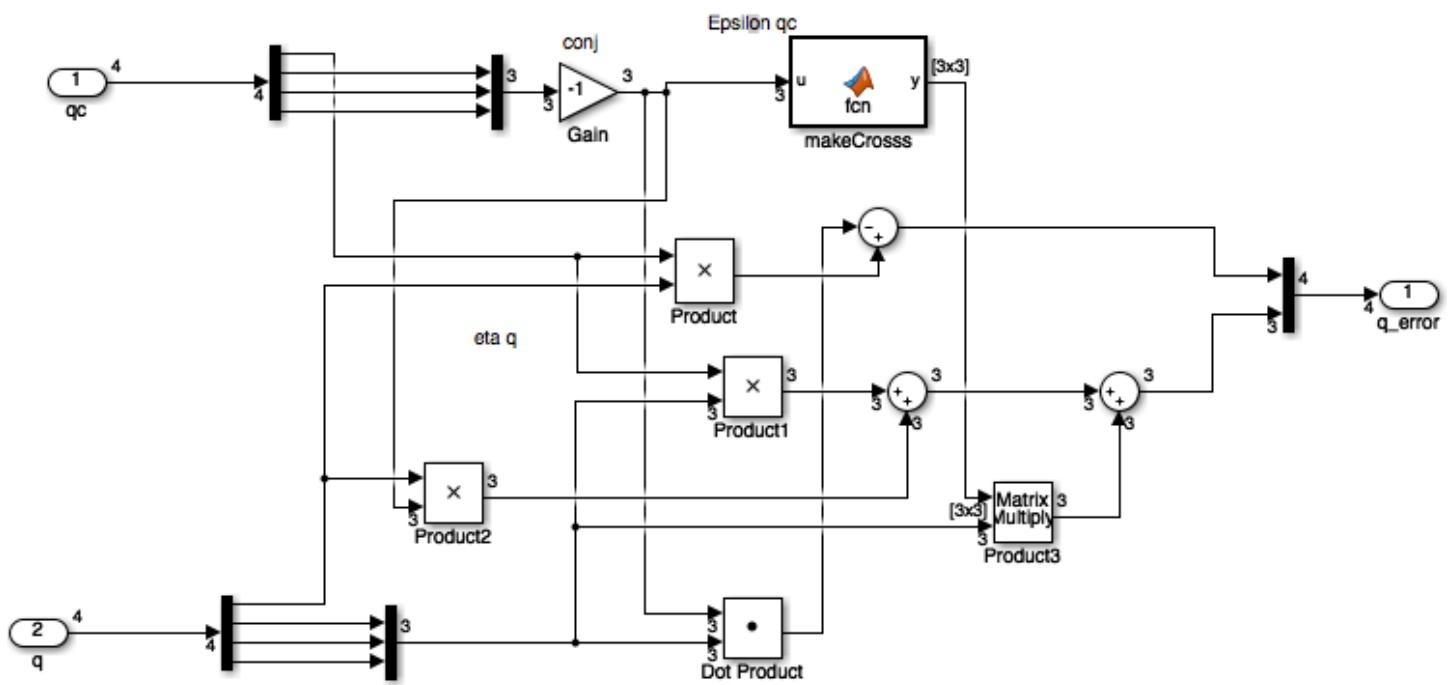 Epsilon qc
conj
4
1
qc
4
3
3
-1
3
Gain
3
u
fcn
y
[3x3]
makeCrosss
-
+
×
Product
eta q
4
1
q_error
4
3
×
3
3
Product1
3
+
+
3
3
3
+
+
3
3
×
3
3
Product2
[3x3]
3
Matrix
Multiply
3
Product3
4
2
q
4
3
3
3
Dot Product